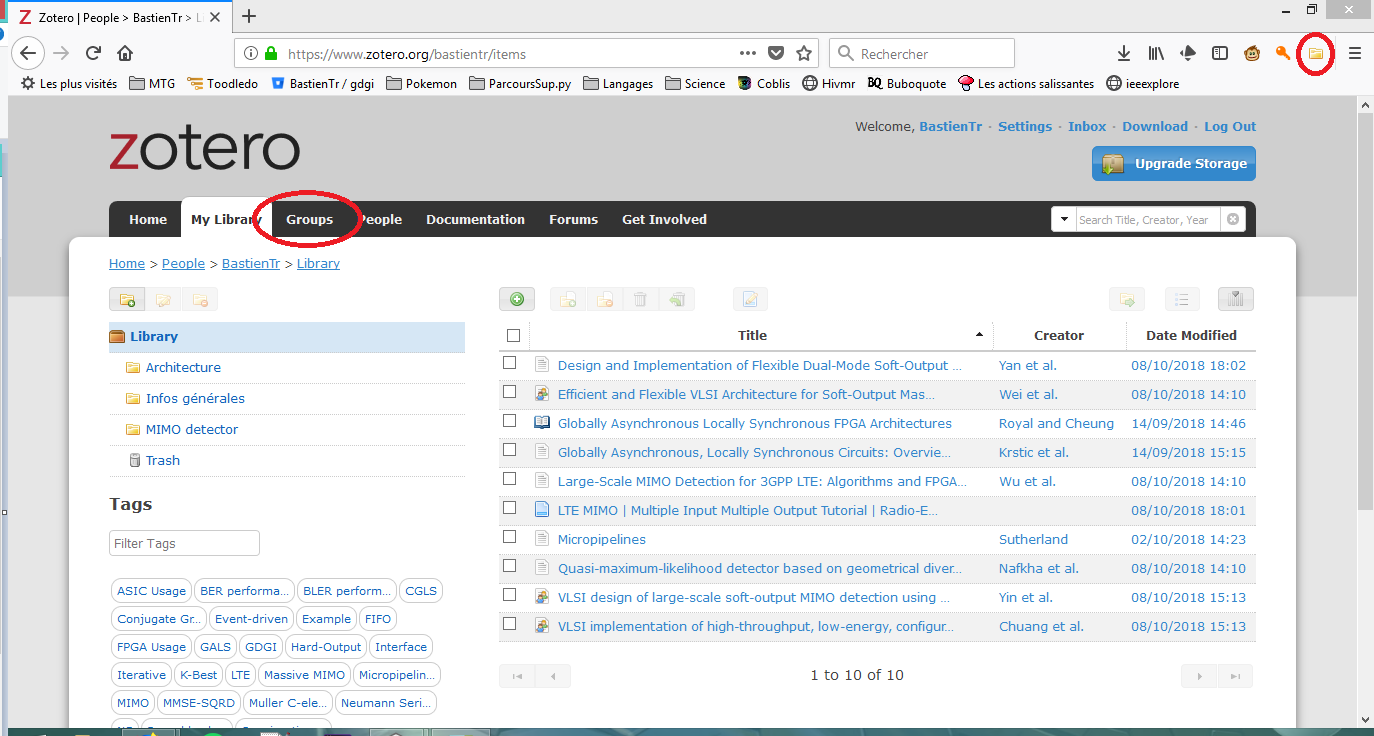 Zotero | People > BastienTr > L
https://www.zotero.org/bastientr/items
Rechercher
Les plus visités MTG Toodledo BastienTr / gdgi Pokemon ParcoursSup.py Langages Science Coblis Hivmr BQ Buboquote Les actions salissantes ieeexplore
zotero
Welcome, BastienTr · Settings · Inbox · Download · Log Out
Upgrade Storage
Home My Library Groups People Documentation Forums Get Involved
Search Title, Creator, Year
Home > People > BastienTr > Library
Library
Architecture
Infos générales
MIMO detector
Trash
Tags
Filter Tags
ASIC Usage BER performa... BLER perform... CGLS
Conjugate Gr... Event-driven Example FIFO
FPGA Usage GALS GDGI Hard-Output Interface
Iterative K-Best LTE Massive MIMO Micropipelin...
MIMO MMSE-SQRD Muller C-ele... Neumann Seri...
Title Creator Date Modified
Design and Implementation of Flexible Dual-Mode Soft-Output ... Yan et al. 08/10/2018 18:02
Efficient and Flexible VLSI Architecture for Soft-Output Mas... Wei et al. 08/10/2018 14:10
Globally Asynchronous Locally Synchronous FPGA Architectures Royal and Cheung 14/09/2018 14:46
Globally Asynchronous, Locally Synchronous Circuits: Overvie... Krstic et al. 14/09/2018 15:15
Large-Scale MIMO Detection for 3GPP LTE: Algorithms and FPGA... Wu et al. 08/10/2018 14:10
LTE MIMO | Multiple Input Multiple Output Tutorial | Radio-E... 08/10/2018 18:01
Micropipelines Sutherland 02/10/2018 14:23
Quasi-maximum-likelihood detector based on geometrical diver... Nafkha et al. 08/10/2018 14:10
VLSI design of large-scale soft-output MIMO detection using ... Yin et al. 08/10/2018 15:13
VLSI implementation of high-throughput, low-energy, configur... Chuang et al. 08/10/2018 15:13
1 to 10 of 10